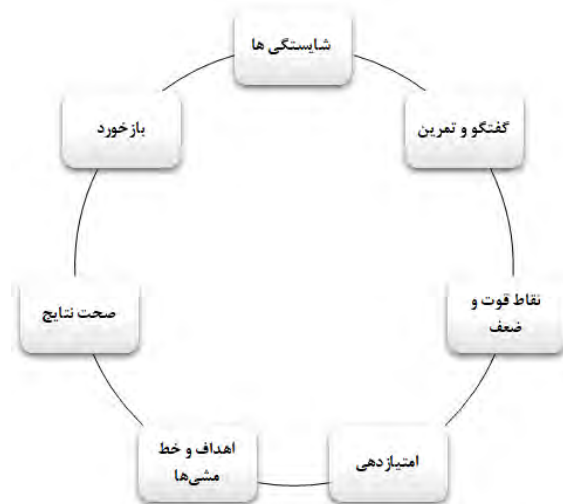 شایستگی ها
گفتگو و تمرین
نقاط قوت و
ضعف
امتیازدهی
اهداف و خط
مشی‌ها
صحت نتایج
بازخورد